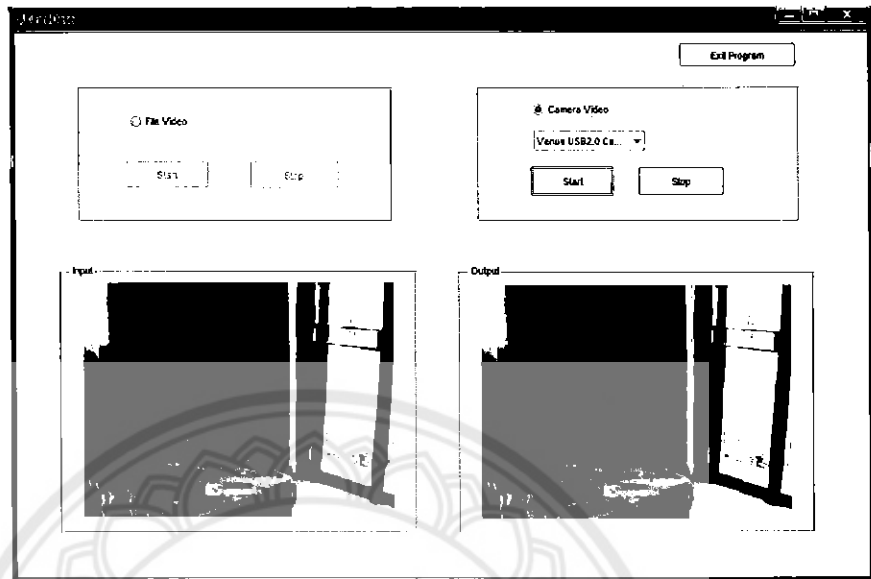 Exit Program
File Video
Start
Stop
Camera Video
Venus USB2.0 Ca...
Start
Stop
Input
Output